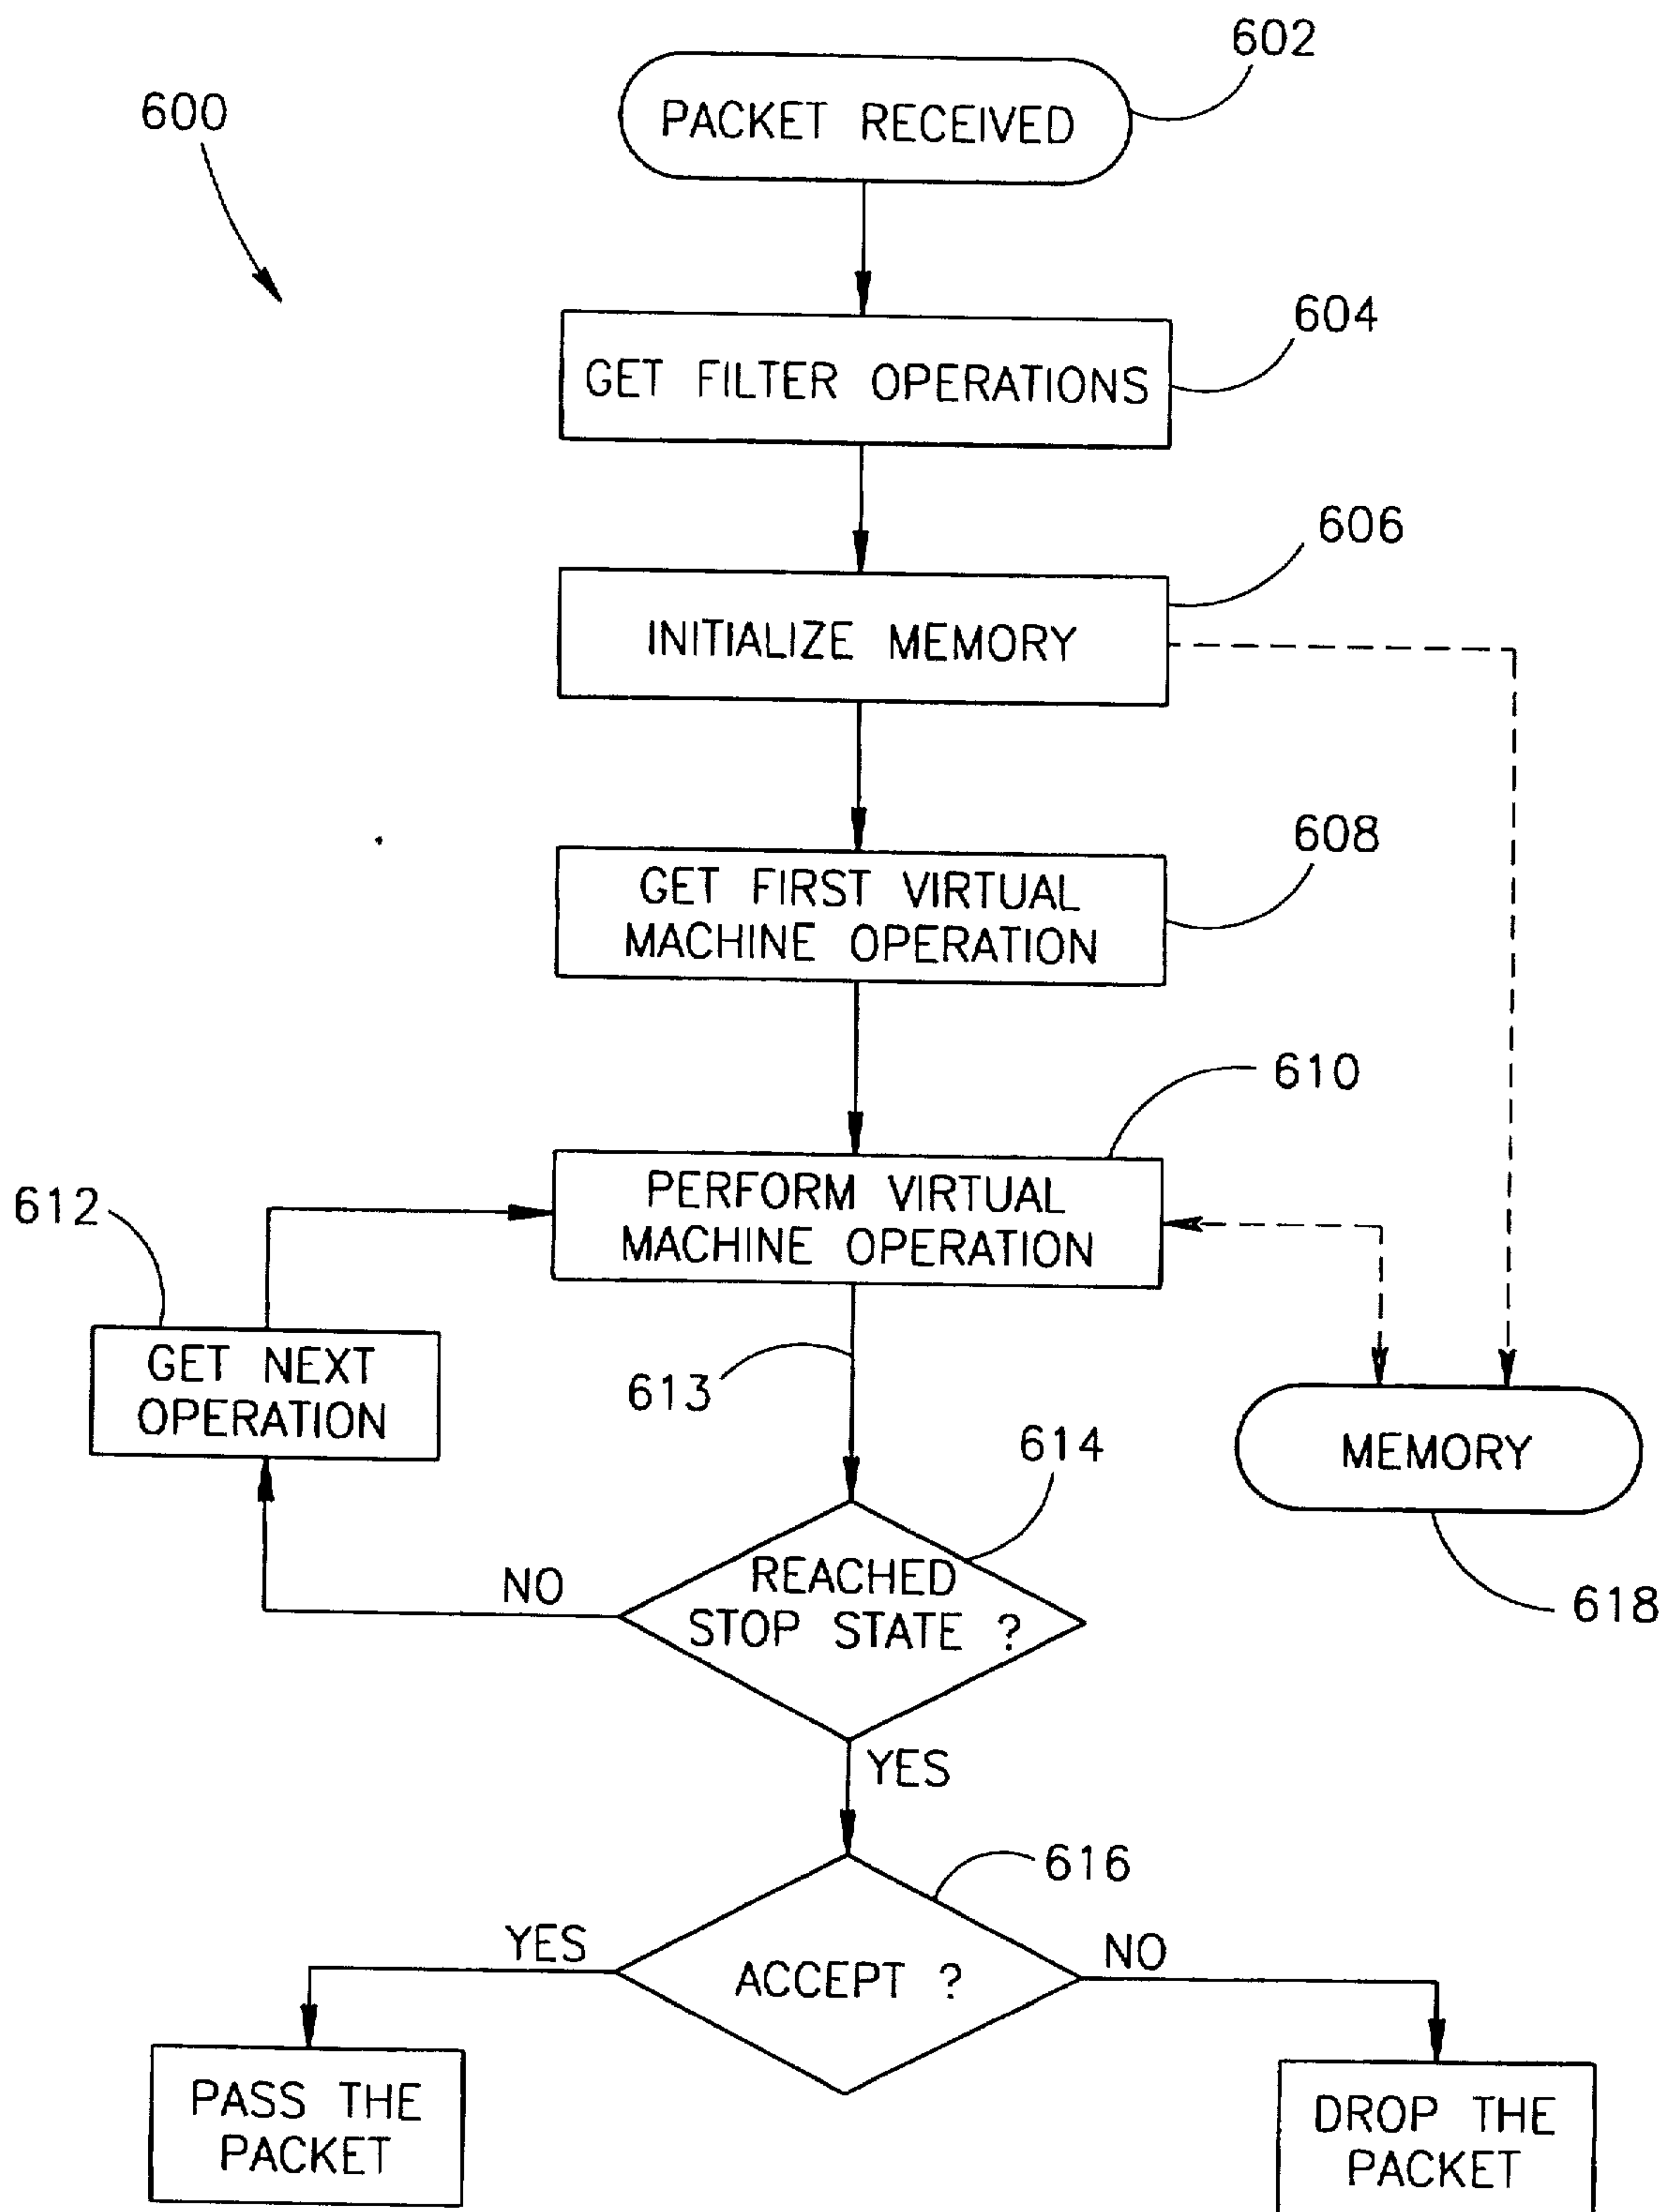 602
600
PACKET RECEIVED
604
GET FILTER OPERATIONS
606
INITIALIZE MEMORY
608
GET FIRST VIRTUAL
MACHINE OPERATION
610
612
PERFORM VIRTUAL
MACHINE OPERATION
GET NEXT
OPERATION
613
614
MEMORY
REACHED
STOP STATE ?
NO
618
YES
616
YES
NO
ACCEPT ?
PASS THE
PACKET
DROP THE
PACKET